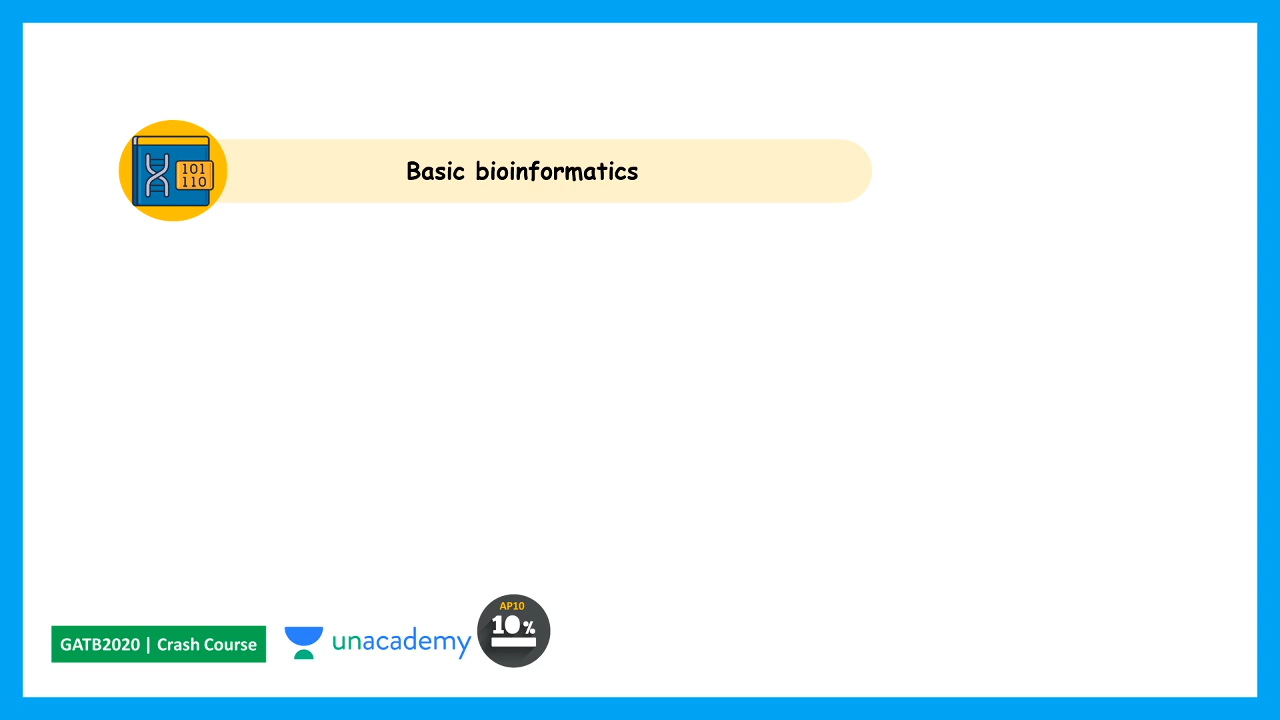 101
110
Basic bioinformatics
GATB2020 | Crash Course
unacademy
AP10
10%